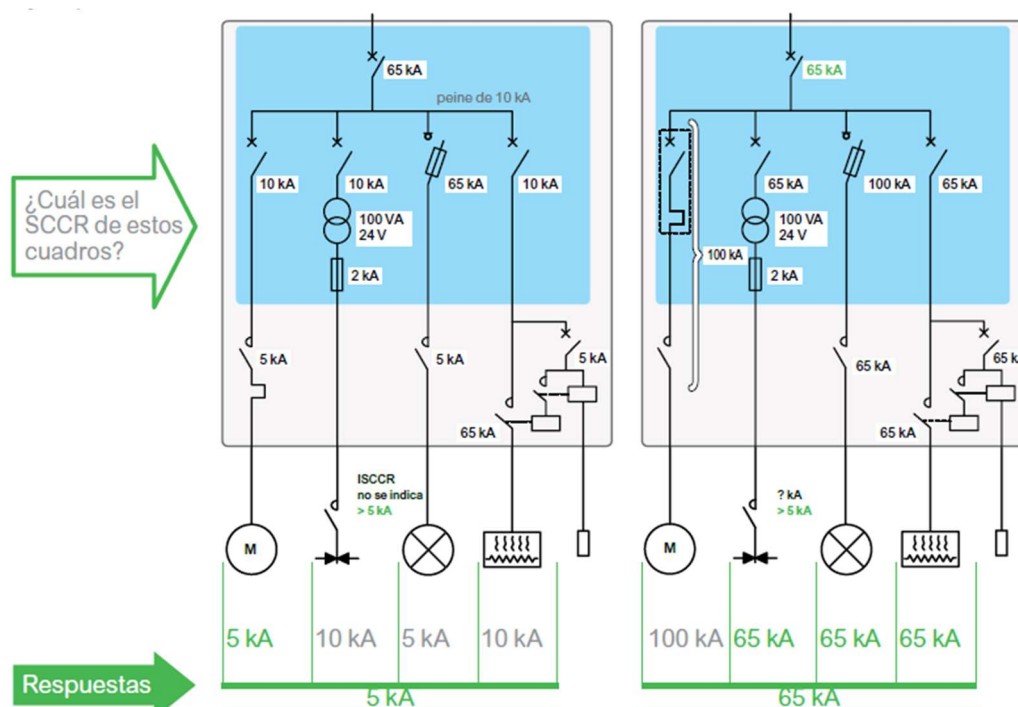 ¿Cuál es el
SCCR de estos
cuadros?
65 kA
peine de 10 kA
10 kA
10 kA
65 kA
10 kA
100 VA
24 V
2 kA
5 kA
5 kA
5 kA
65 kA
ISCCR
no se indica
> 5 kA
M
5 kA
10 kA
5 kA
10 kA
5 kA
65 kA
65 kA
100 kA
65 kA
100 VA
24 V
100 kA
2 kA
65 kA
65 k
65 kA
? kA
> 5 kA
M
100 kA
65 kA
65 kA
65 kA
65 kA
Respuestas